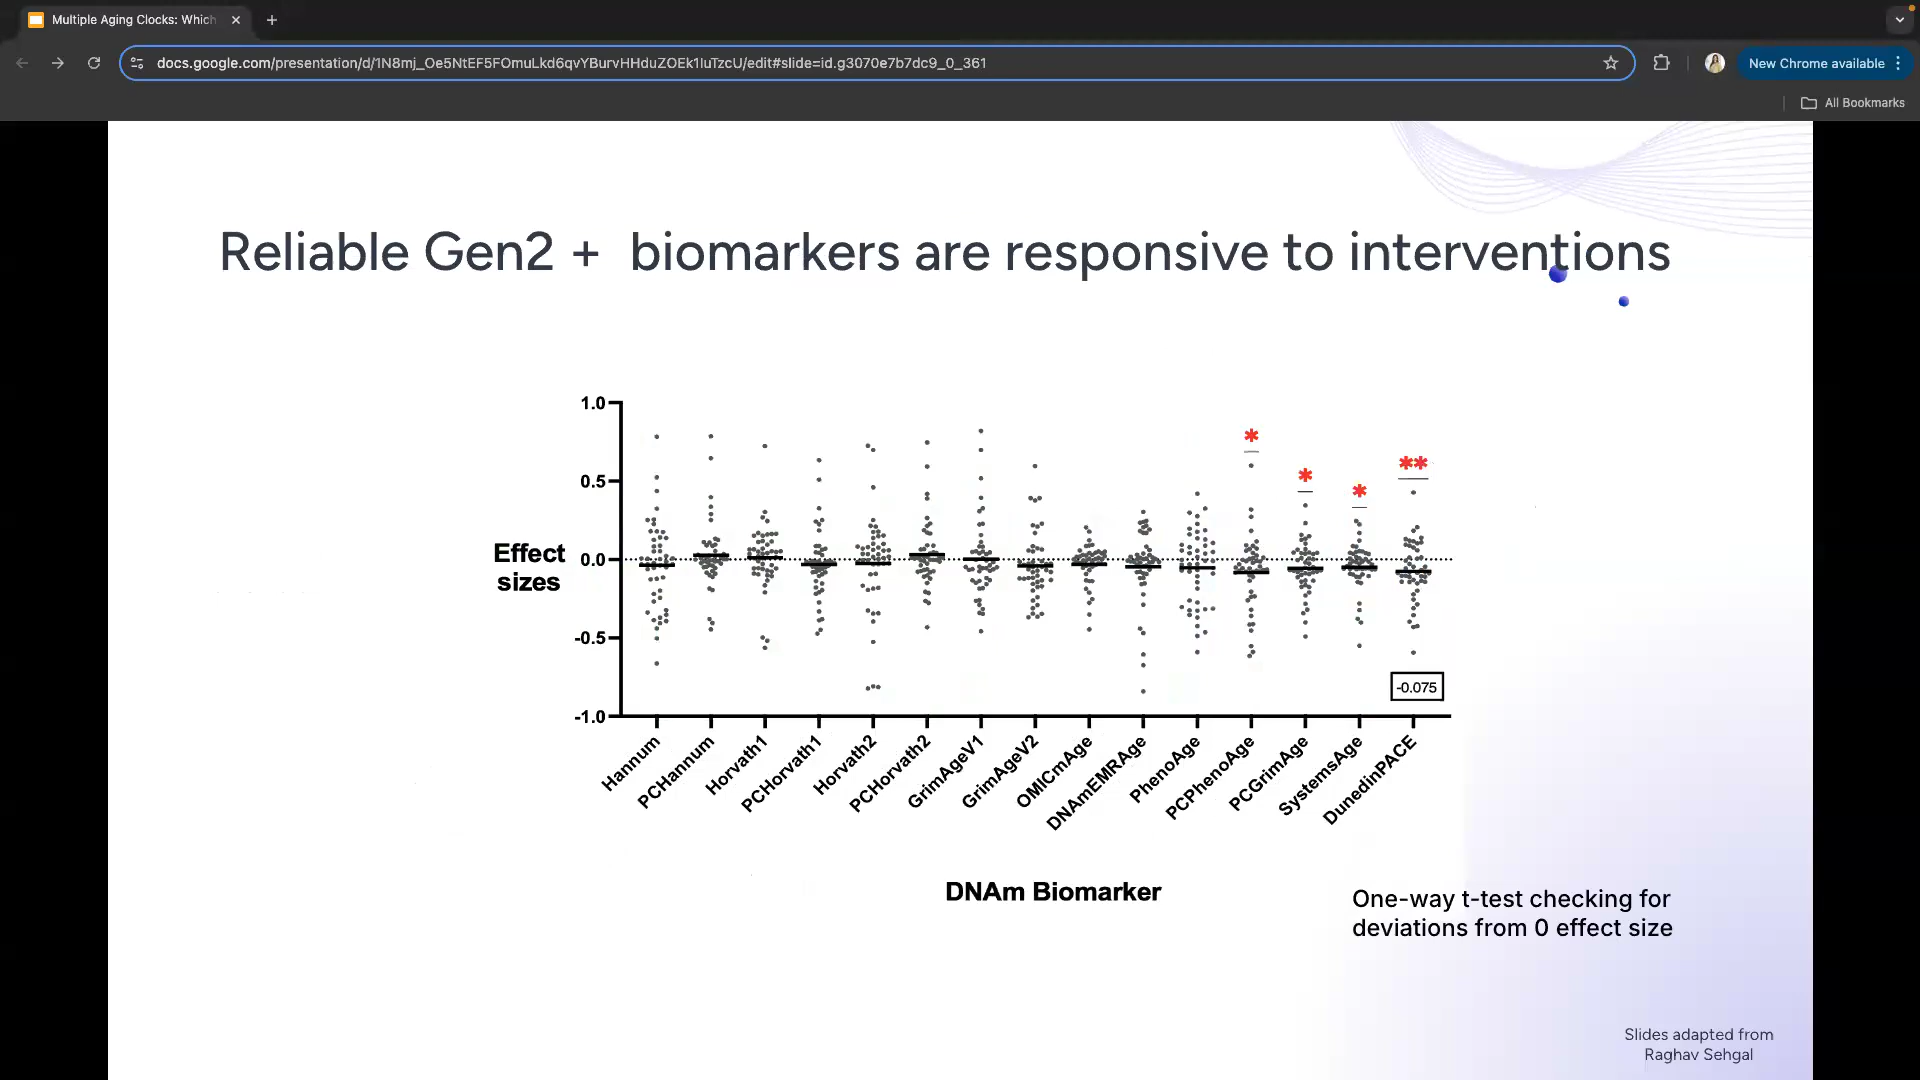 Multiple Aging Clocks: Which
docs.google.com/presentation/d/1N8mj_Oe5NtEF5FOmuLkd6qvYBurvHHduZOEk1IuTzcU/edit#slide=id.g3070e7b7dc9_0_361
New Chrome available
All Bookmarks
Reliable Gen2 + biomarkers are responsive to interventions
1.0
0.5
0.0
-0.5
-1.0
Effect
sizes
*
*
*
**
-0.075
Hannum
PCHannum
Horvath1
PCHorvath1
Horvath2
PCHorvath2
GrimAgeV1
GrimAgeV2
OMICmAge
DNAmEMRAge
PhenoAge
PCPhenoAge
PCGrimAge
SystemsAge
DunedinPACE
DNAm Biomarker
One-way t-test checking for
deviations from 0 effect size
Slides adapted from
Raghav Sehgal